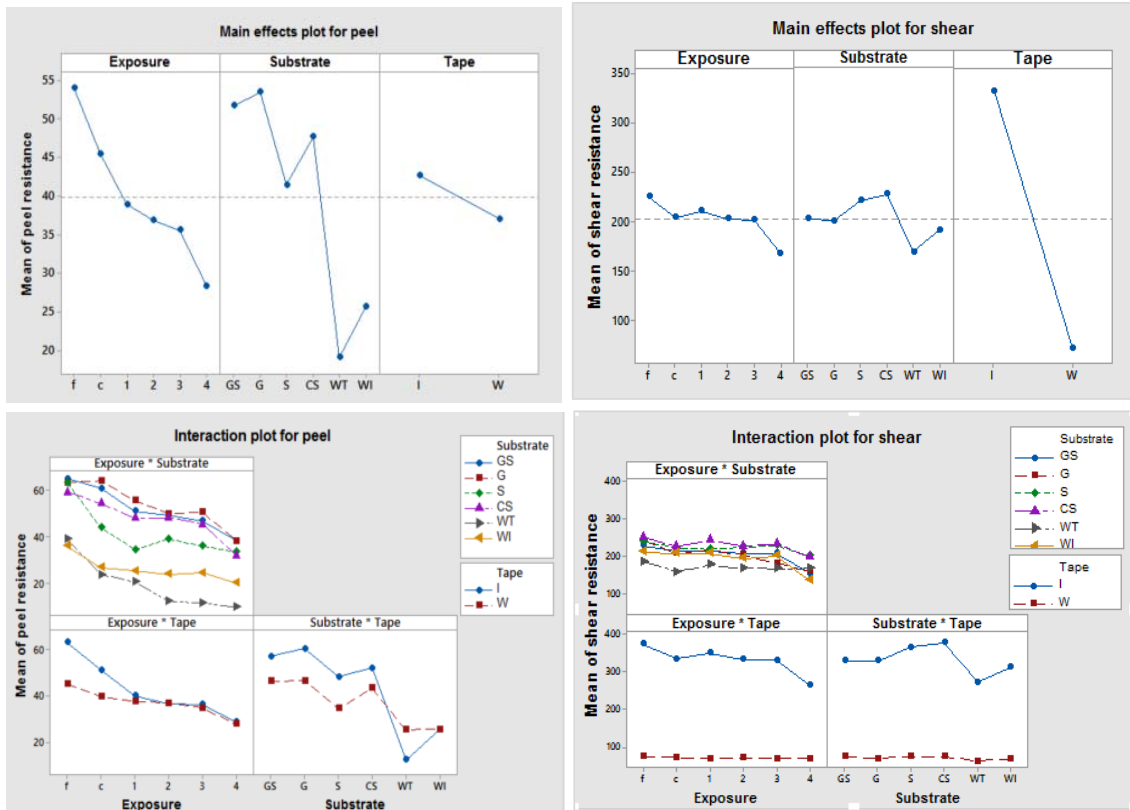 Main effects plot for peel
Exposure Substrate Tape
Mean of peel resistance
55
50
45
40
35
30
25
20
f c 1 2 3 4 GS G S CS WT WI I W
Main effects plot for shear
Exposure Substrate Tape
Mean of shear resistance
350
300
250
200
150
100
f c 1 2 3 4 GS G S CS WT WI I W
Interaction plot for peel
Exposure * Substrate
Mean of peel resistance
60
40
20
Substrate
GS
G
S
CS
WT
WI
Tape
I
W
Exposure * Tape Substrate * Tape
60
40
20
f c 1 2 3 4 GS G S CS WT WI
Exposure Substrate
Interaction plot for shear
Exposure * Substrate
Mean of shear resistance
400
300
200
100
Substrate
GS
G
S
CS
WT
WI
Tape
I
W
Exposure * Tape Substrate * Tape
400
300
200
100
f c 1 2 3 4 GS G S CS WT WI
Exposure Substrate